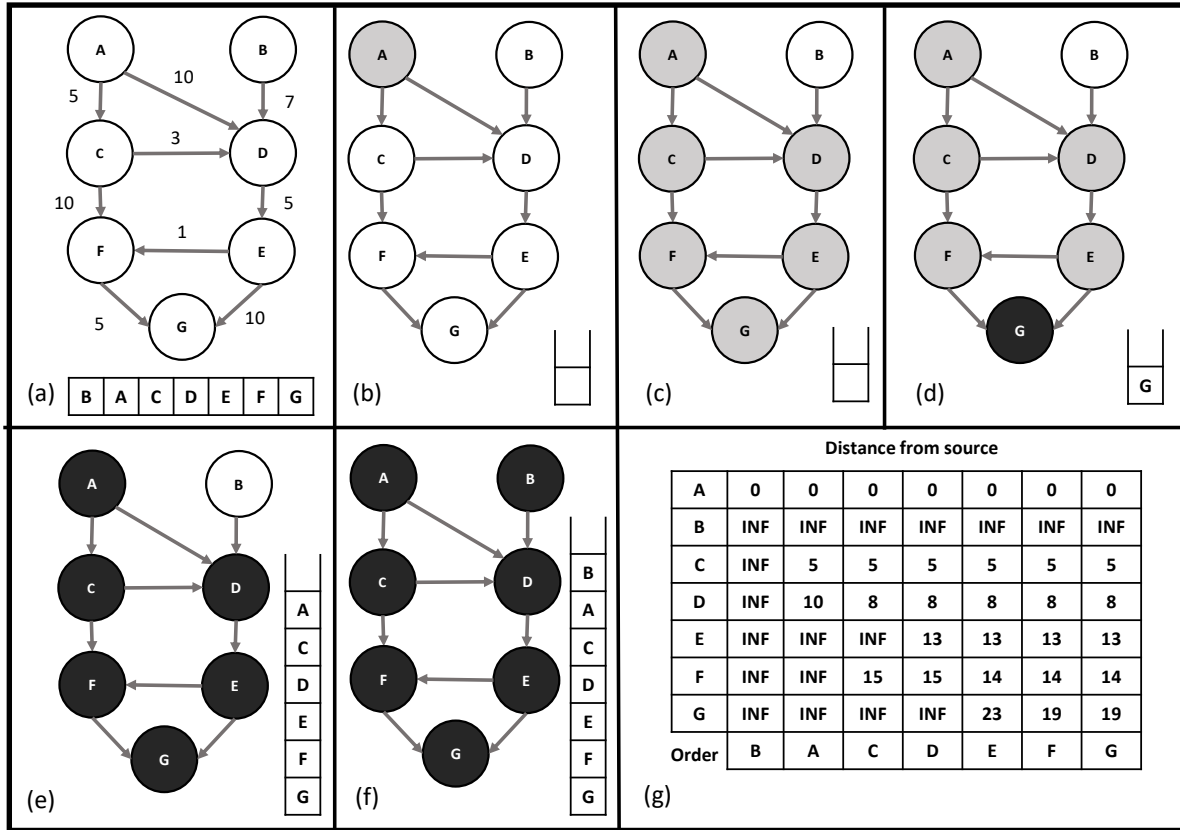 A B
10
5 7
3
C D
10 5
1
F E
5 10
G
(a) B A C D E F G
A B
C D
F E
G
(b)
A B
C D
F E
G
(c)
A B
C D
F E
G
(d) G
A B
C D
F E
G
(e)
A
C
D
E
F
G
A B
C D
F E
G
(f)
B
A
C
D
E
F
G
Distance from source
A 0 0 0 0 0 0 0
B INF INF INF INF INF INF INF
C INF 5 5 5 5 5 5
D INF 10 8 8 8 8 8
E INF INF INF 13 13 13 13
F INF INF 15 15 14 14 14
G INF INF INF INF 23 19 19
Order B A C D E F G
(g)